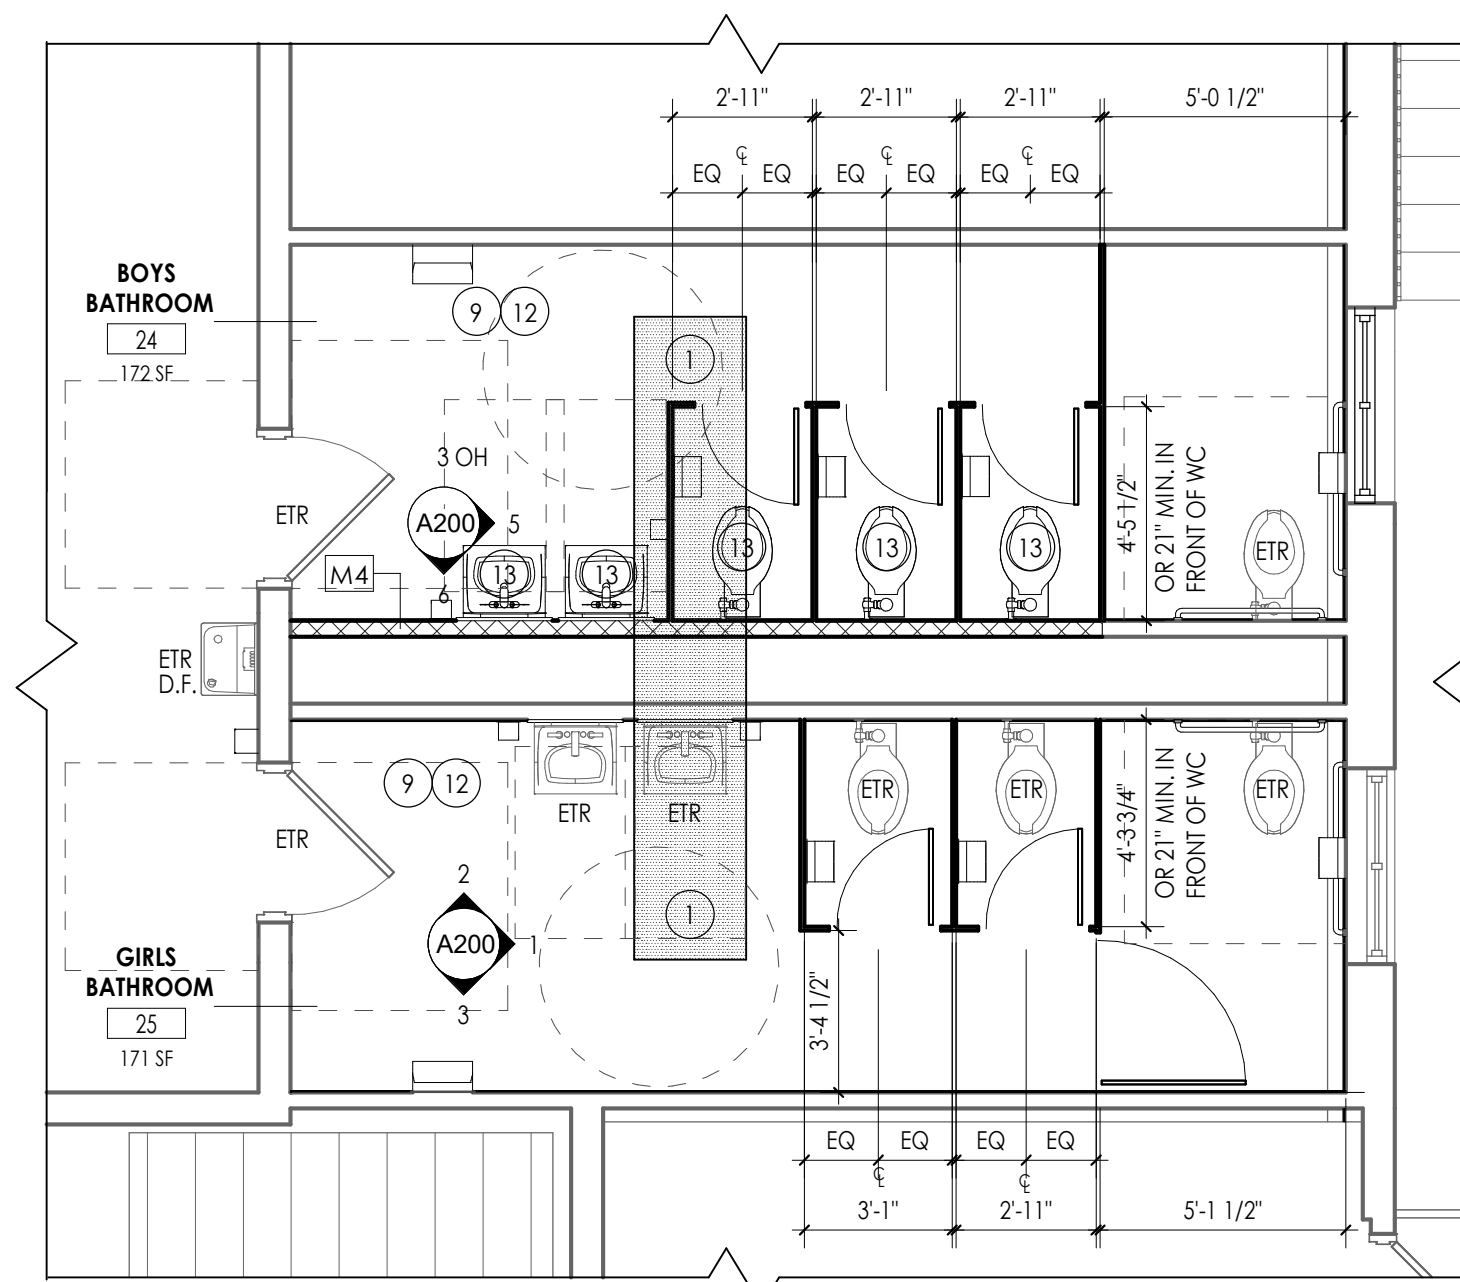 2'-11"
2'-11"
2'-11"
5'-0 1/2"
℄
℄
℄
EQ
EQ
EQ
EQ
EQ
EQ
BOYS
BATHROOM
24
172 SF
9
12
1
3 OH
A200
5
6
ETR
M4
13
13
13
13
13
4'-5 1/2"
OR 21" MIN. IN
FRONT OF WC
ETR
ETR
D.F.
9
12
ETR
ETR
ETR
ETR
ETR
4'-3 3/4"
OR 21" MIN. IN
FRONT OF WC
ETR
2
A200
1
3
1
GIRLS
BATHROOM
25
171 SF
3'-4 1/2"
EQ
EQ
EQ
EQ
℄
℄
3'-1"
2'-11"
5'-1 1/2"